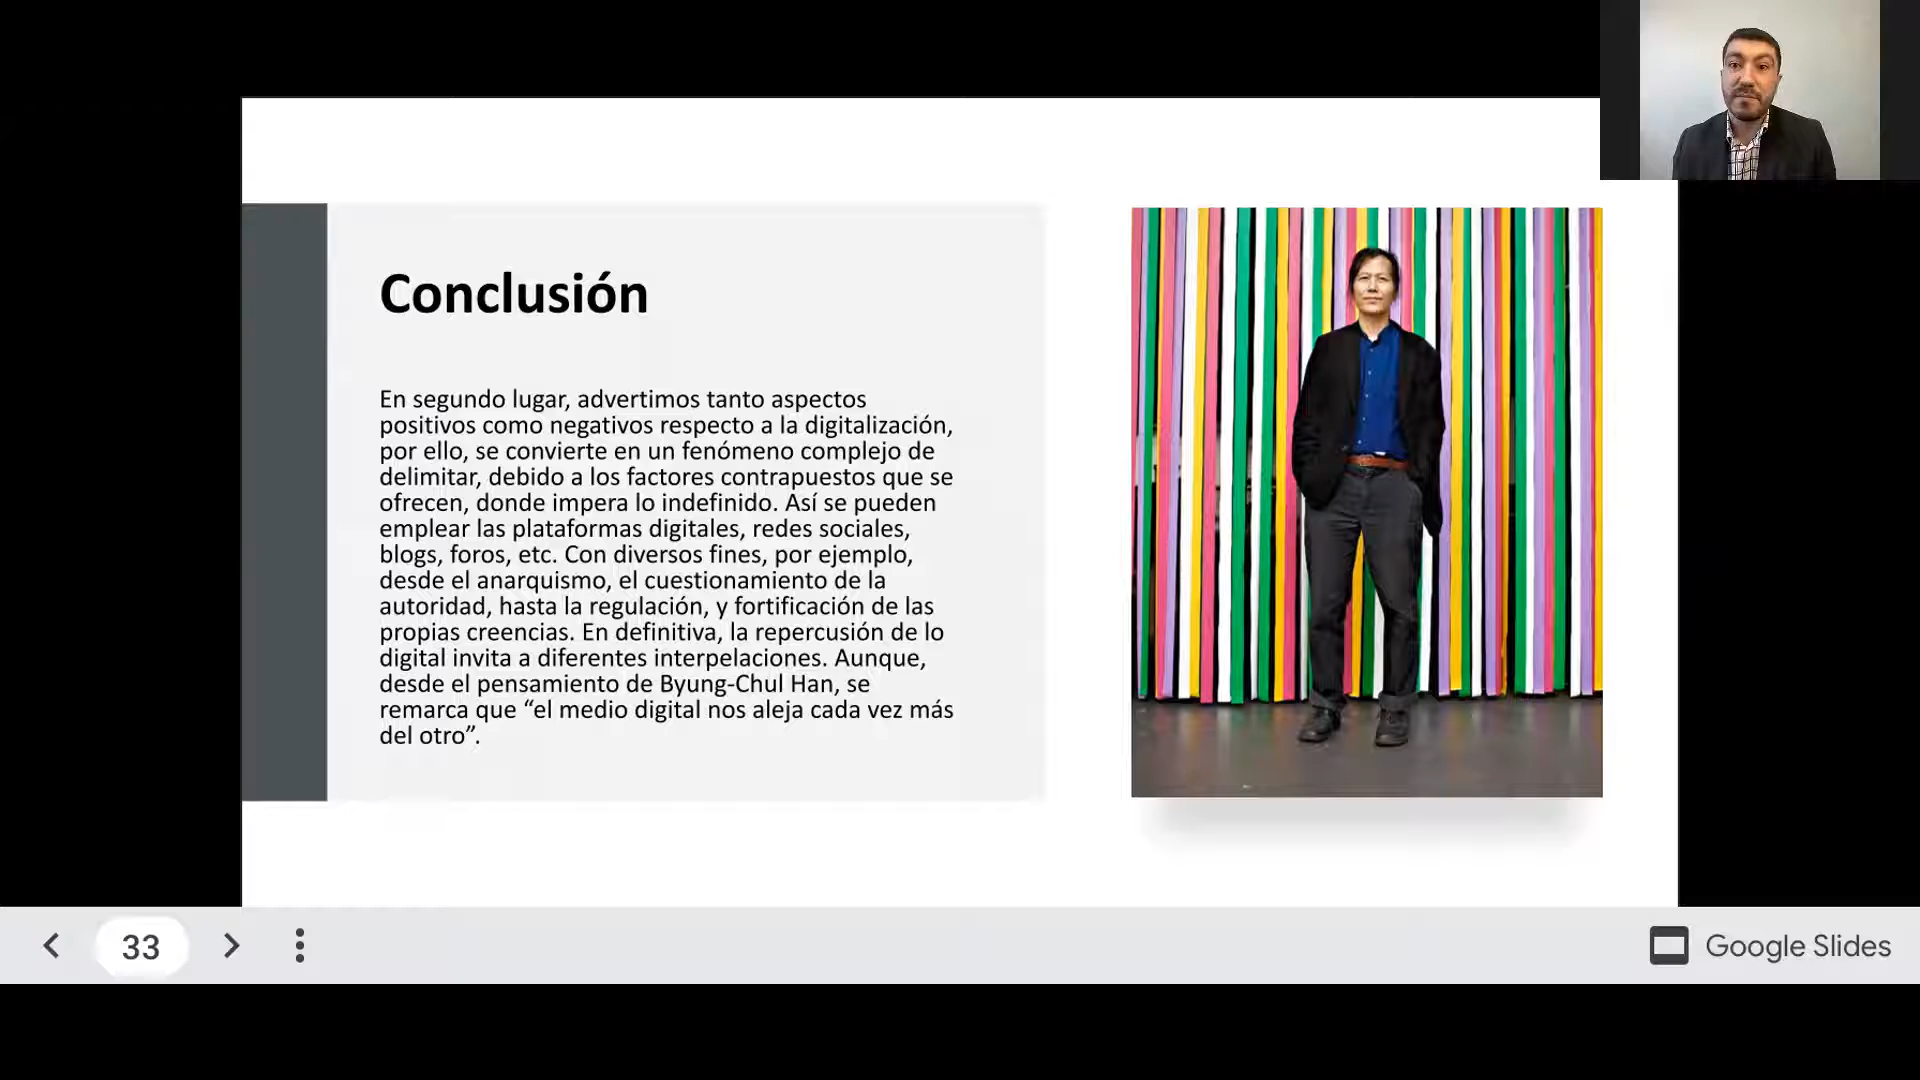 Conclusión
En segundo lugar, advertimos tanto aspectos
positivos como negativos respecto a la digitalización,
por ello, se convierte en un fenómeno complejo de
delimitar, debido a los factores contrapuestos que se
ofrecen, donde impera lo indefinido. Así se pueden
emplear las plataformas digitales, redes sociales,
blogs, foros, etc. Con diversos fines, por ejemplo,
desde el anarquismo, el cuestionamiento de la
autoridad, hasta la regulación, y fortificación de las
propias creencias. En definitiva, la repercusión de lo
digital invita a diferentes interpelaciones. Aunque,
desde el pensamiento de Byung-Chul Han, se
remarca que “el medio digital nos aleja cada vez más
del otro”.
33
Google Slides